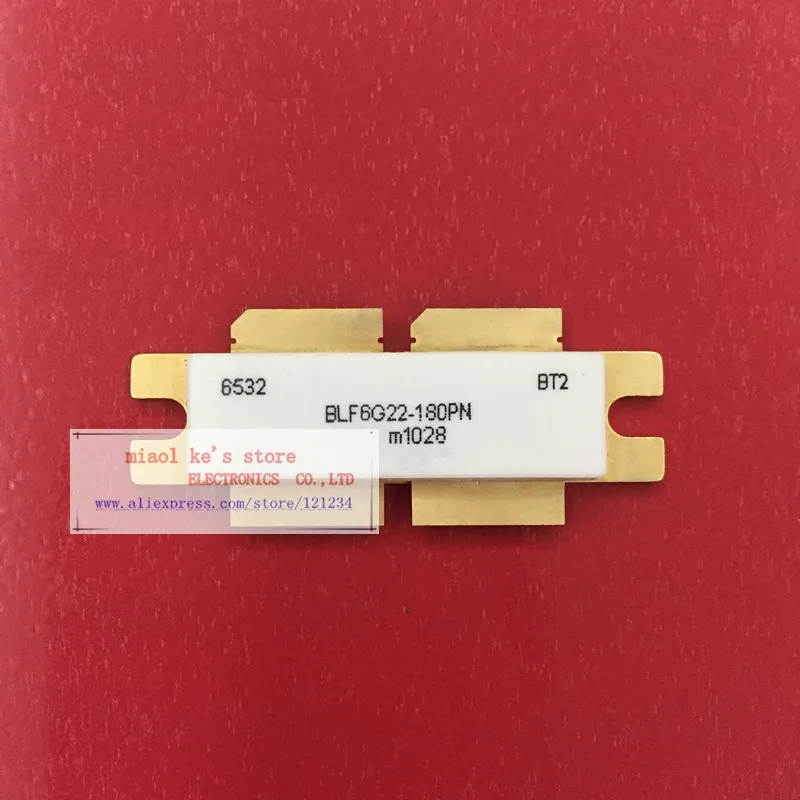 6532
BT2
BLF6G22-180PN
m1028
miaol ke's store
ELECTRONICS CO.,LTD
www.aliexpress.com/store/121234